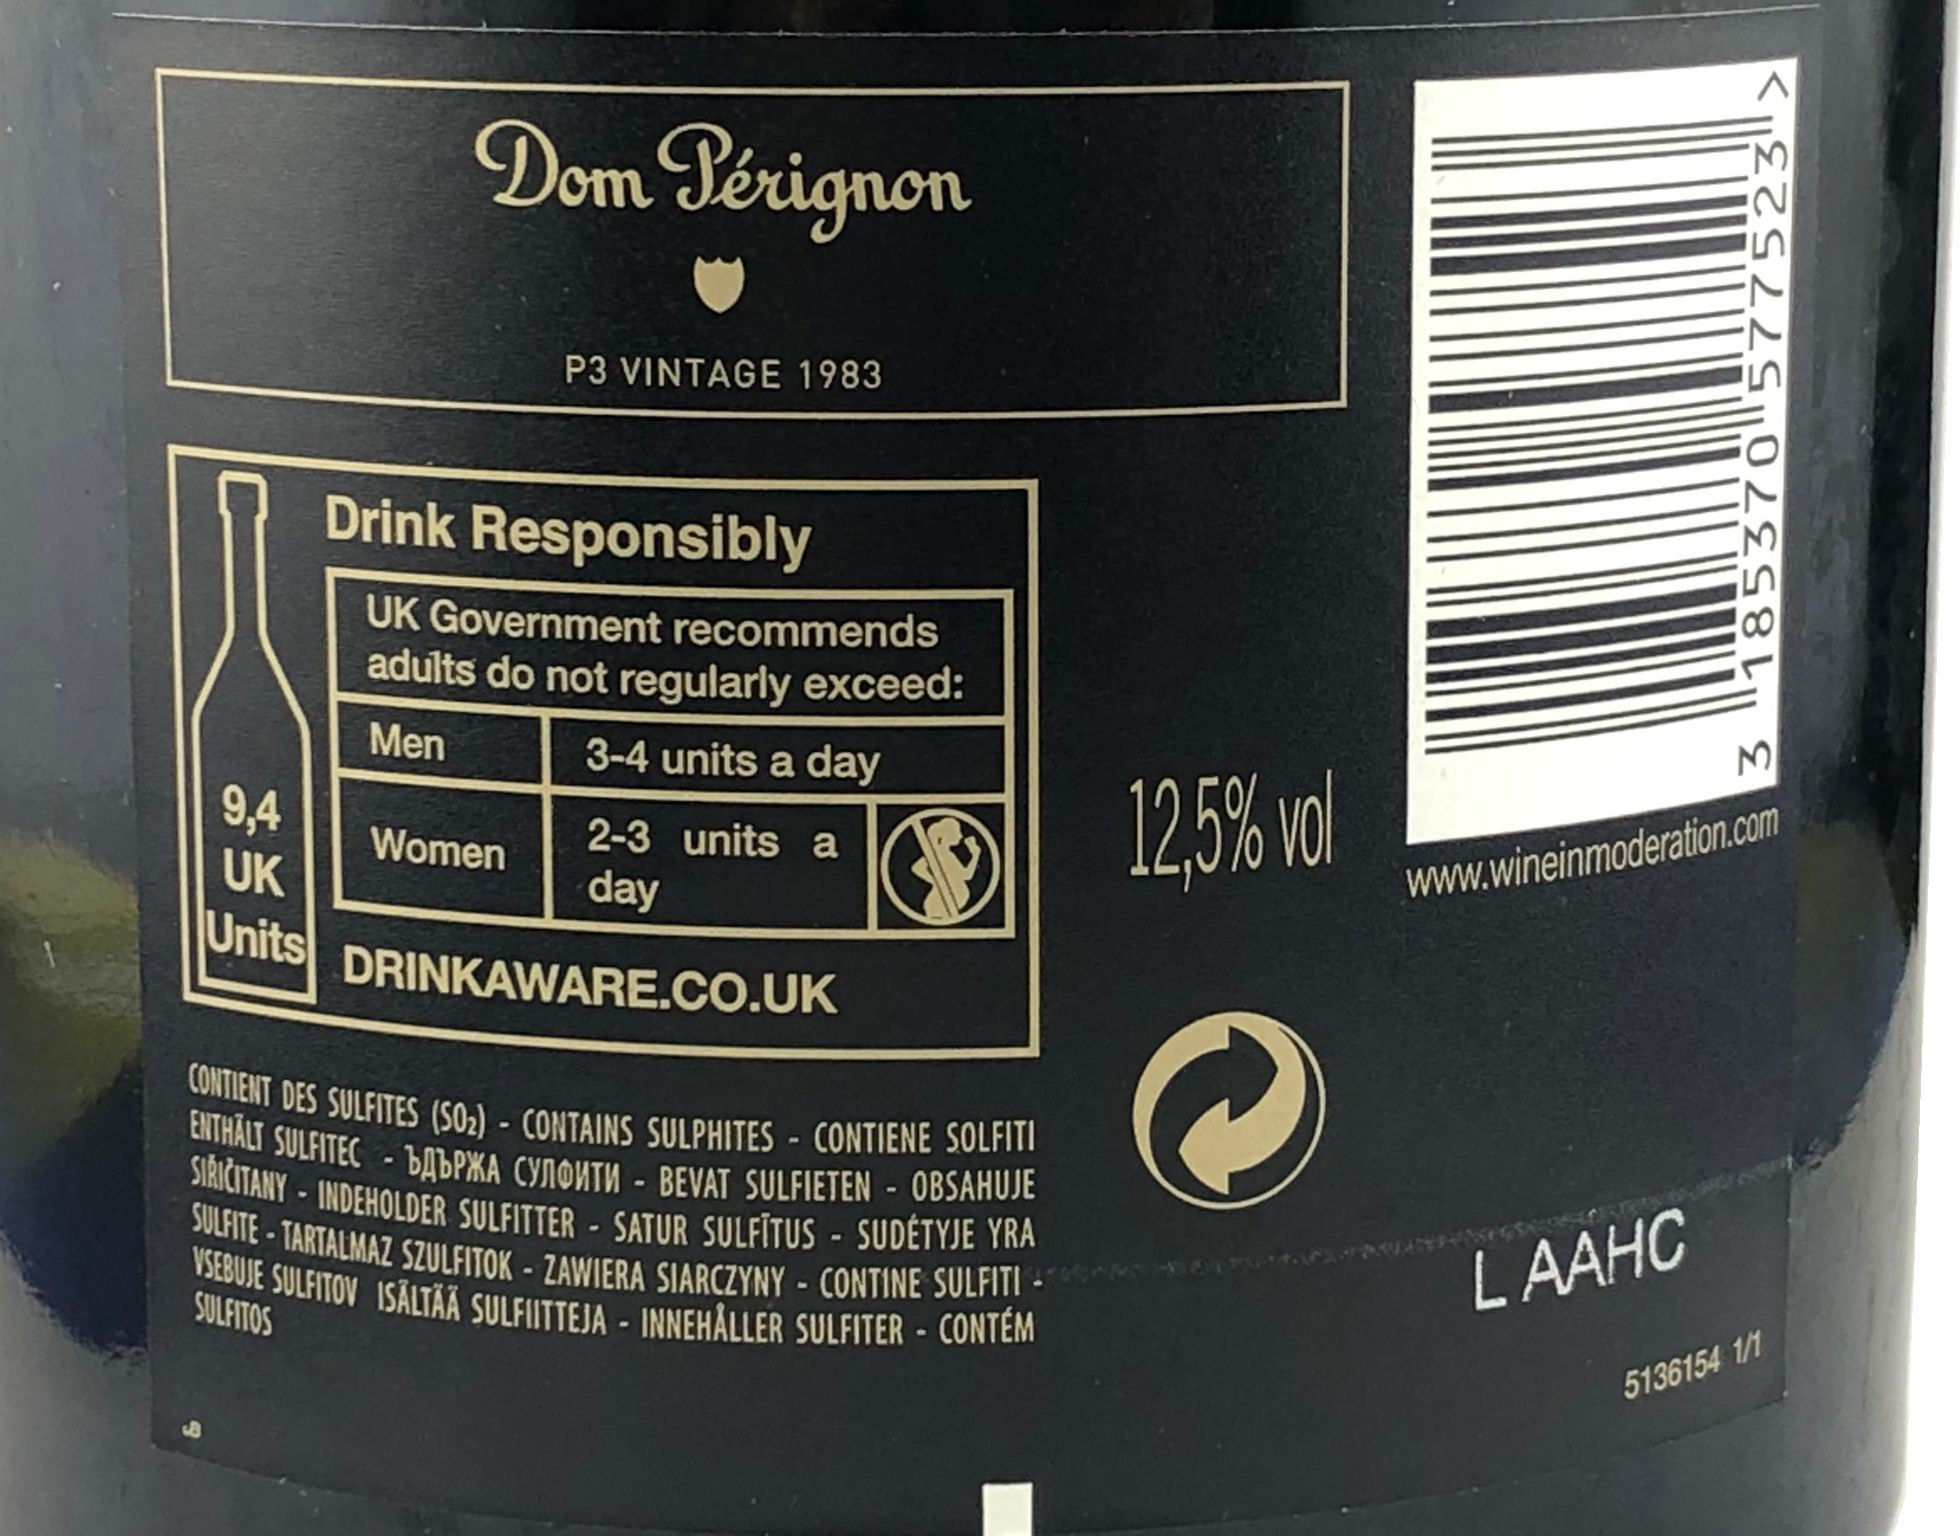 Dom Pérignon
P3 VINTAGE 1983
Drink Responsibly
UK Government recommends
adults do not regularly exceed:
Men
3-4 units a day
Women
2-3 units a
day
9,4
UK
Units
DRINKAWARE.CO.UK
12,5% vol
3 185370 577523 >
www.wineinmoderation.com
CONTIENT DES SULFITES (SO₂) - CONTAINS SULPHITES - CONTIENE SOLFITI
ENTHÄLT SULFITEC - ЪДЪРЖА СУЛФИТИ - BEVAT SULFIETEN - OBSAHUJE
SIŘIČITANY - INDEHOLDER SULFITTER - SATUR SULFĪTUS - SUDĖTYJE YRA
SULFITE - TARTALMAZ SZULFITOK - ZAWIERA SIARCZYNY - CONTINE SULFITI -
VSEBUJE SULFITOV ISÄLTÄÄ SULFIITTEJA - INNEHÅLLER SULFITER - CONTÉM
SULFITOS
L AAHC
5136154 1/1
JB